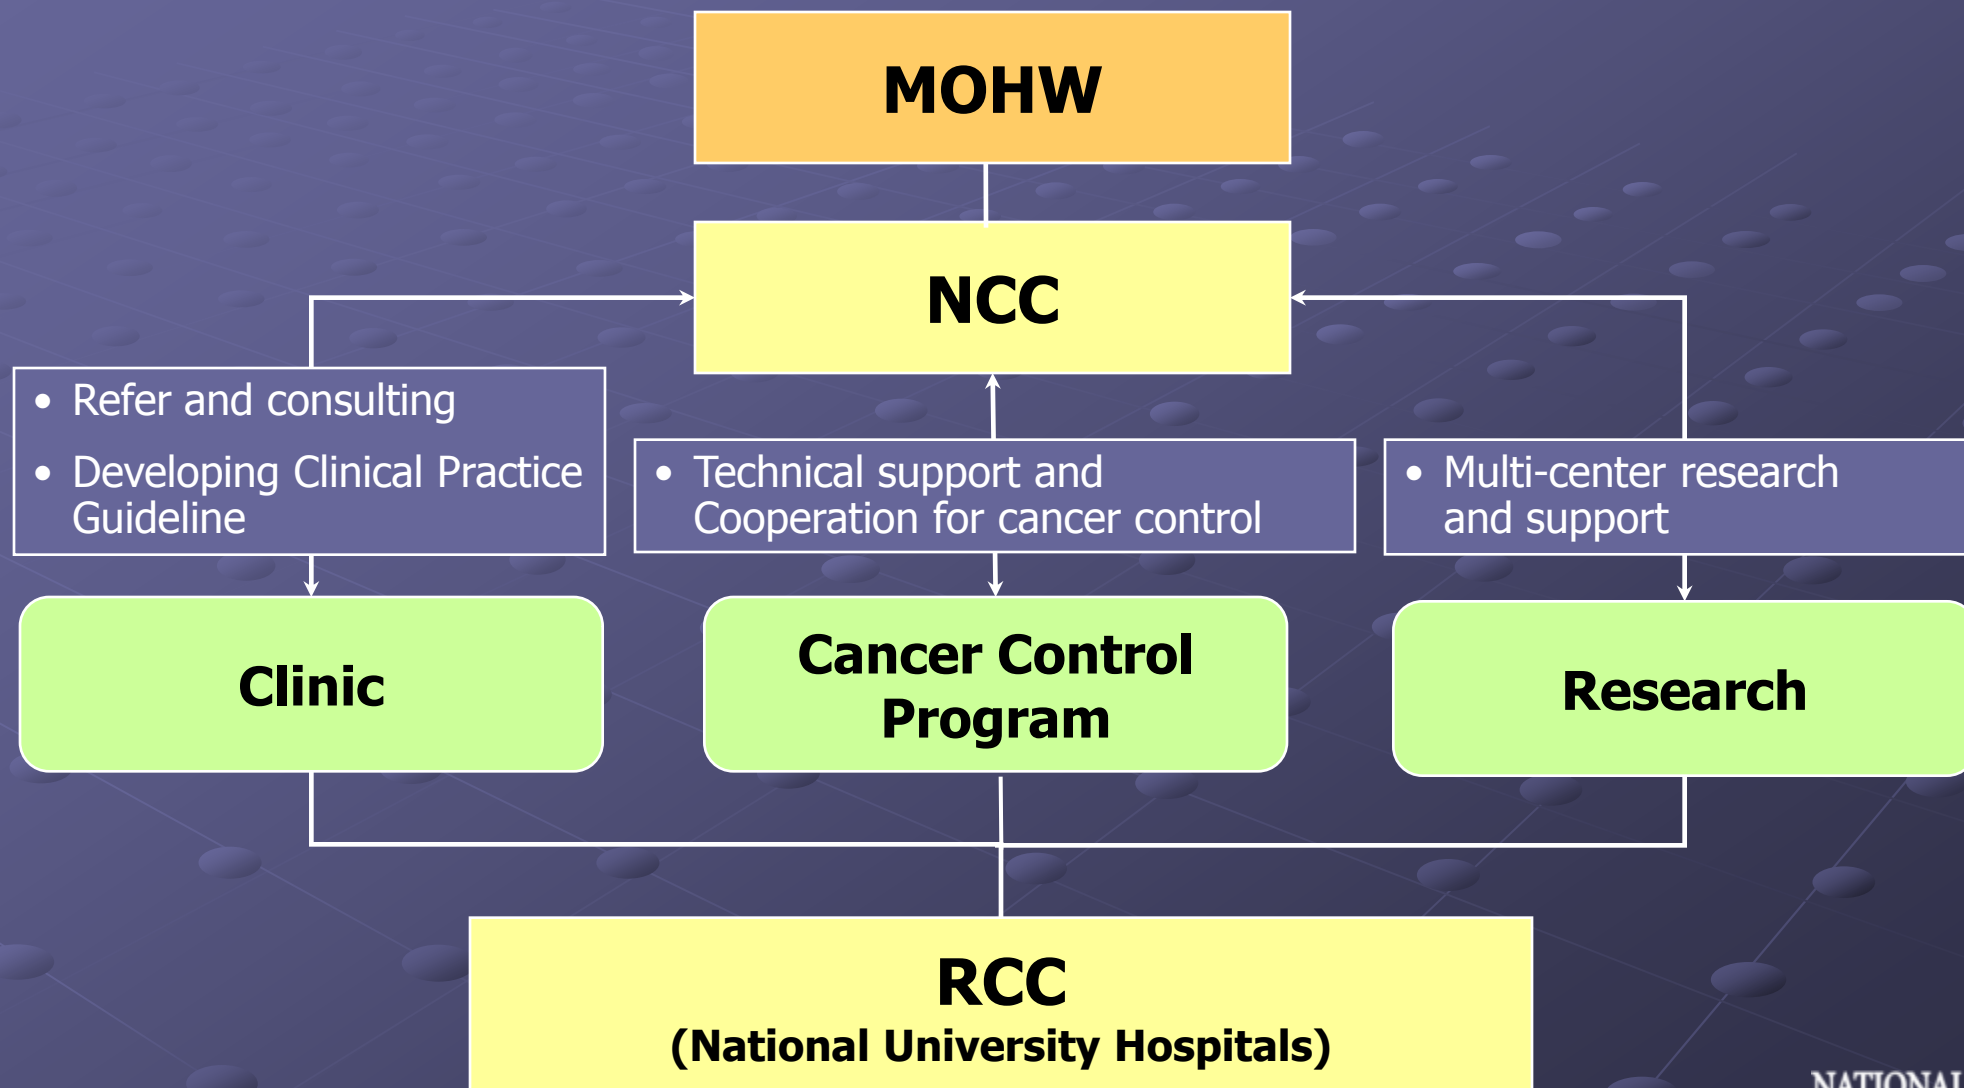 MOHW
NCC
• Refer and consulting
• Developing Clinical Practice
Guideline
• Technical support and
Cooperation for cancer control
• Multi-center research
and support
Clinic
Cancer Control
Program
Research
RCC
(National University Hospitals)
NATIONAL